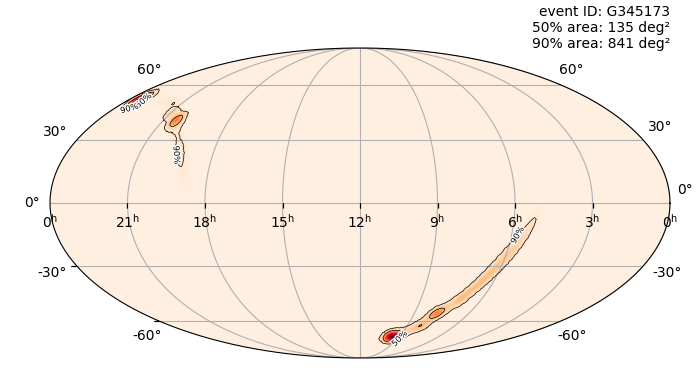 event ID: G345173
50% area: 135 deg²
90% area: 841 deg²
60° 60°
90% 50%
30° 30°
90%
0° 0°
0h 21h 18h 15h 12h 9h 6h 3h 0h
90%
-30° -30°
50%
-60° -60°